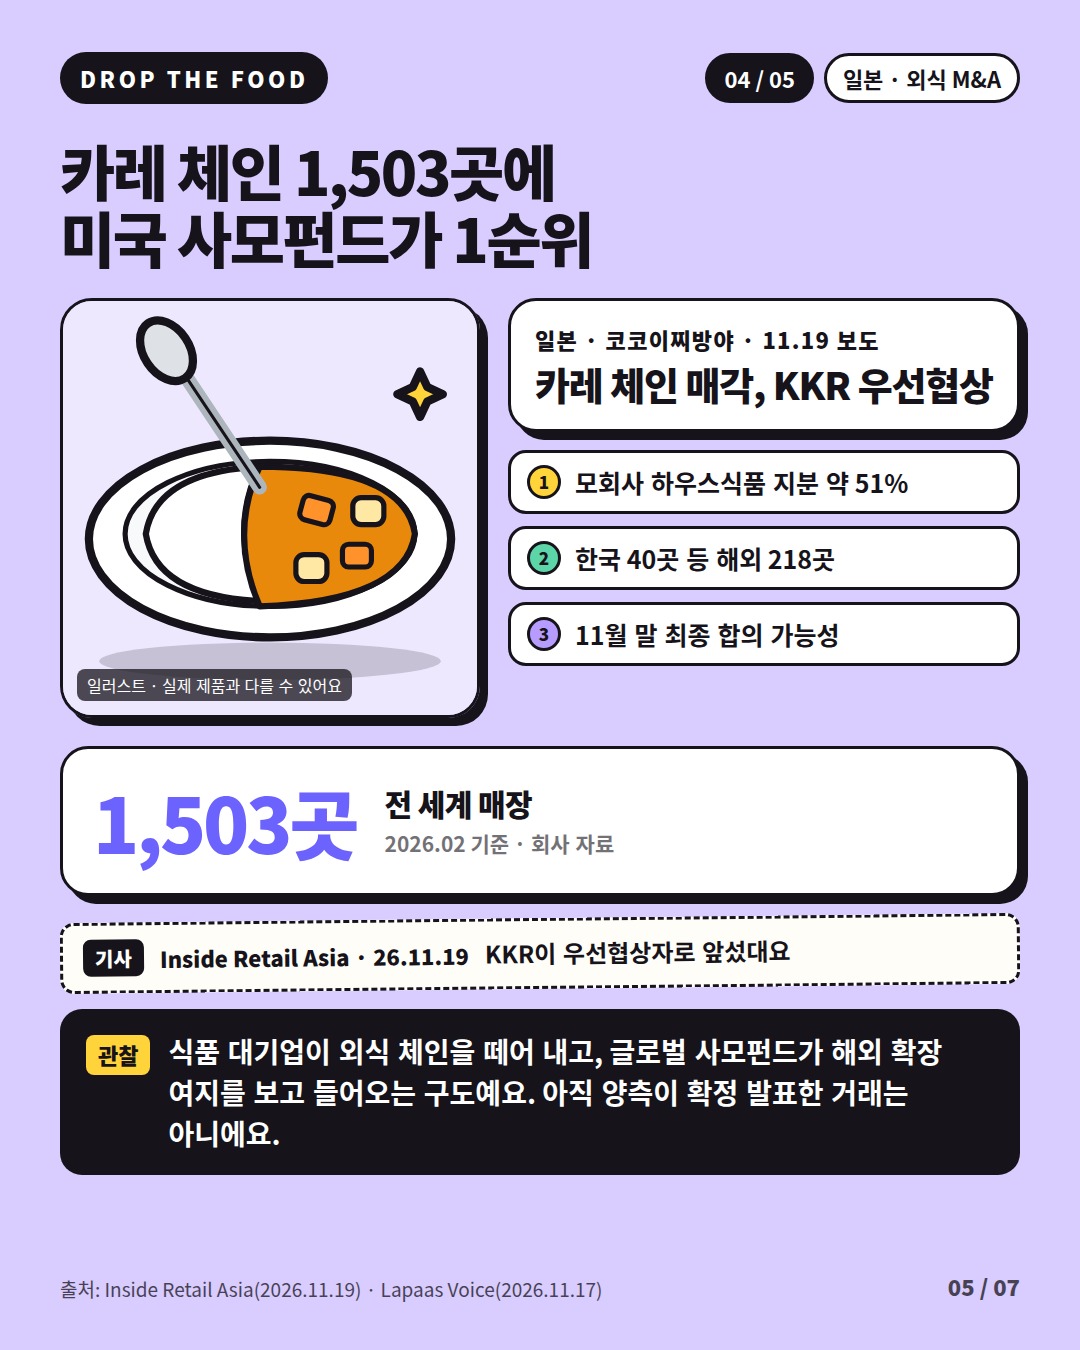 DROP THE FOOD
04 / 05
일본 · 외식 M&A
카레 체인 1,503곳에
미국 사모펀드가 1순위
일본 · 코코이찌방야 · 11.19 보도
카레 체인 매각, KKR 우선협상
1 모회사 하우스식품 지분 약 51%
2 한국 40곳 등 해외 218곳
3 11월 말 최종 합의 가능성
일러스트 · 실제 제품과 다를 수 있어요
1,503곳
전 세계 매장
2026.02 기준 · 회사 자료
기사 Inside Retail Asia · 26.11.19 KKR이 우선협상자로 앞섰대요
관찰
식품 대기업이 외식 체인을 떼어 내고, 글로벌 사모펀드가 해외 확장
여지를 보고 들어오는 구도예요. 아직 양측이 확정 발표한 거래는
아니에요.
출처: Inside Retail Asia(2026.11.19) · Lapaas Voice(2026.11.17)
05 / 07